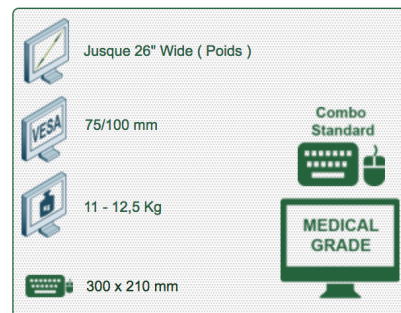 Jusque 26" Wide ( Poids )
VESA
75/100 mm
11 - 12,5 Kg
300 x 210 mm
Combo
Standard
MEDICAL
GRADE